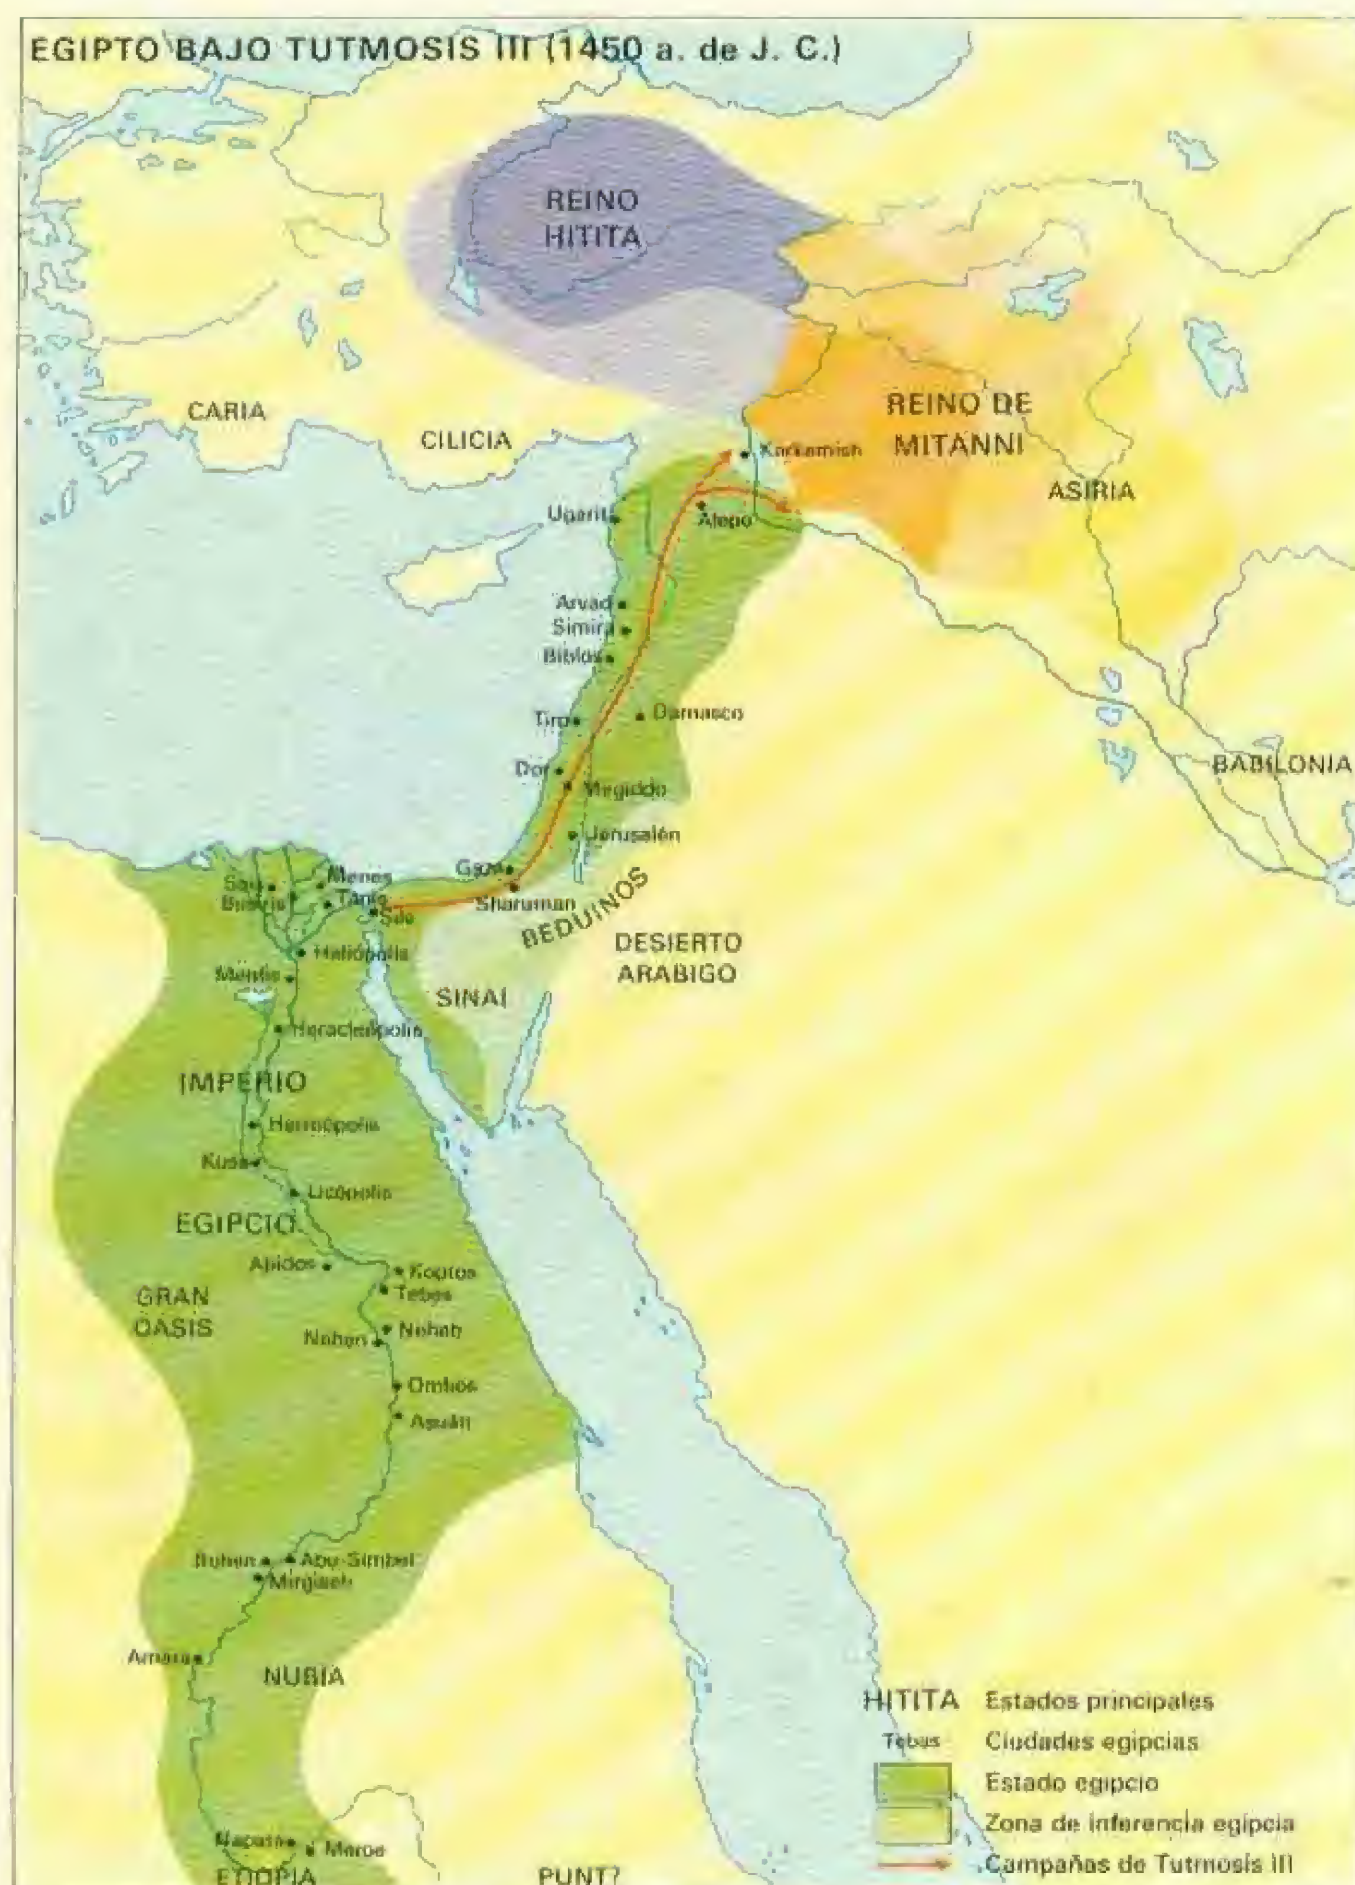 EGIPTO BAJO TUTMOSIS III (1450 a. de J. C.)
REINO
HITITA
CARIA
CILICIA
REINO DE
MITANNI
Karkamish
ASIRIA
Ugarit
Alepo
Arvad
Simira
Biblos
Tiro
Damasco
Dor
Megiddo
BABILONIA
Jerusalén
Gaza
Sharuman
BEDUINOS
DESIERTO
ARABIGO
Menes
Sais
Busiris
Tanis
Sile
Heliópolis
Menfis
SINAI
Heracleópolis
IMPERIO
Hermópolis
Kusa
Licópolis
EGIPCIO
Abidos
Koptos
Tebas
GRAN
OASIS
Nehen
Neheb
Ombos
Asuán
Buhen
Abu-Simbel
Mirgiseh
Amara
NUBIA
Napata
Meroe
ETIOPIA
PUNT?
HITITA Estados principales
Tebas Ciudades egipcias
Estado egipcio
Zona de inferencia egipcia
Campañas de Tutmosis III